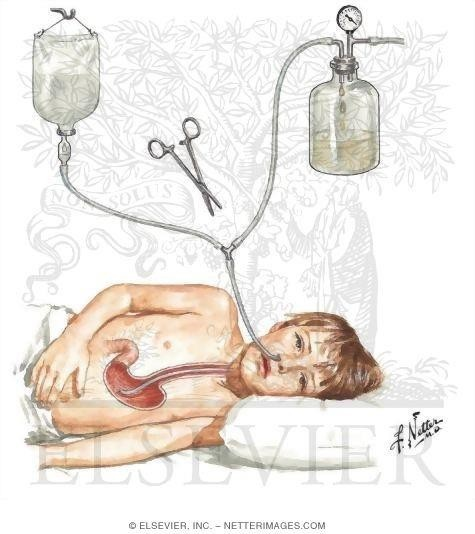 NON SOLUS
F. Netter
M.D.
ELSEVIER
© ELSEVIER, INC. – NETTERIMAGES.COM